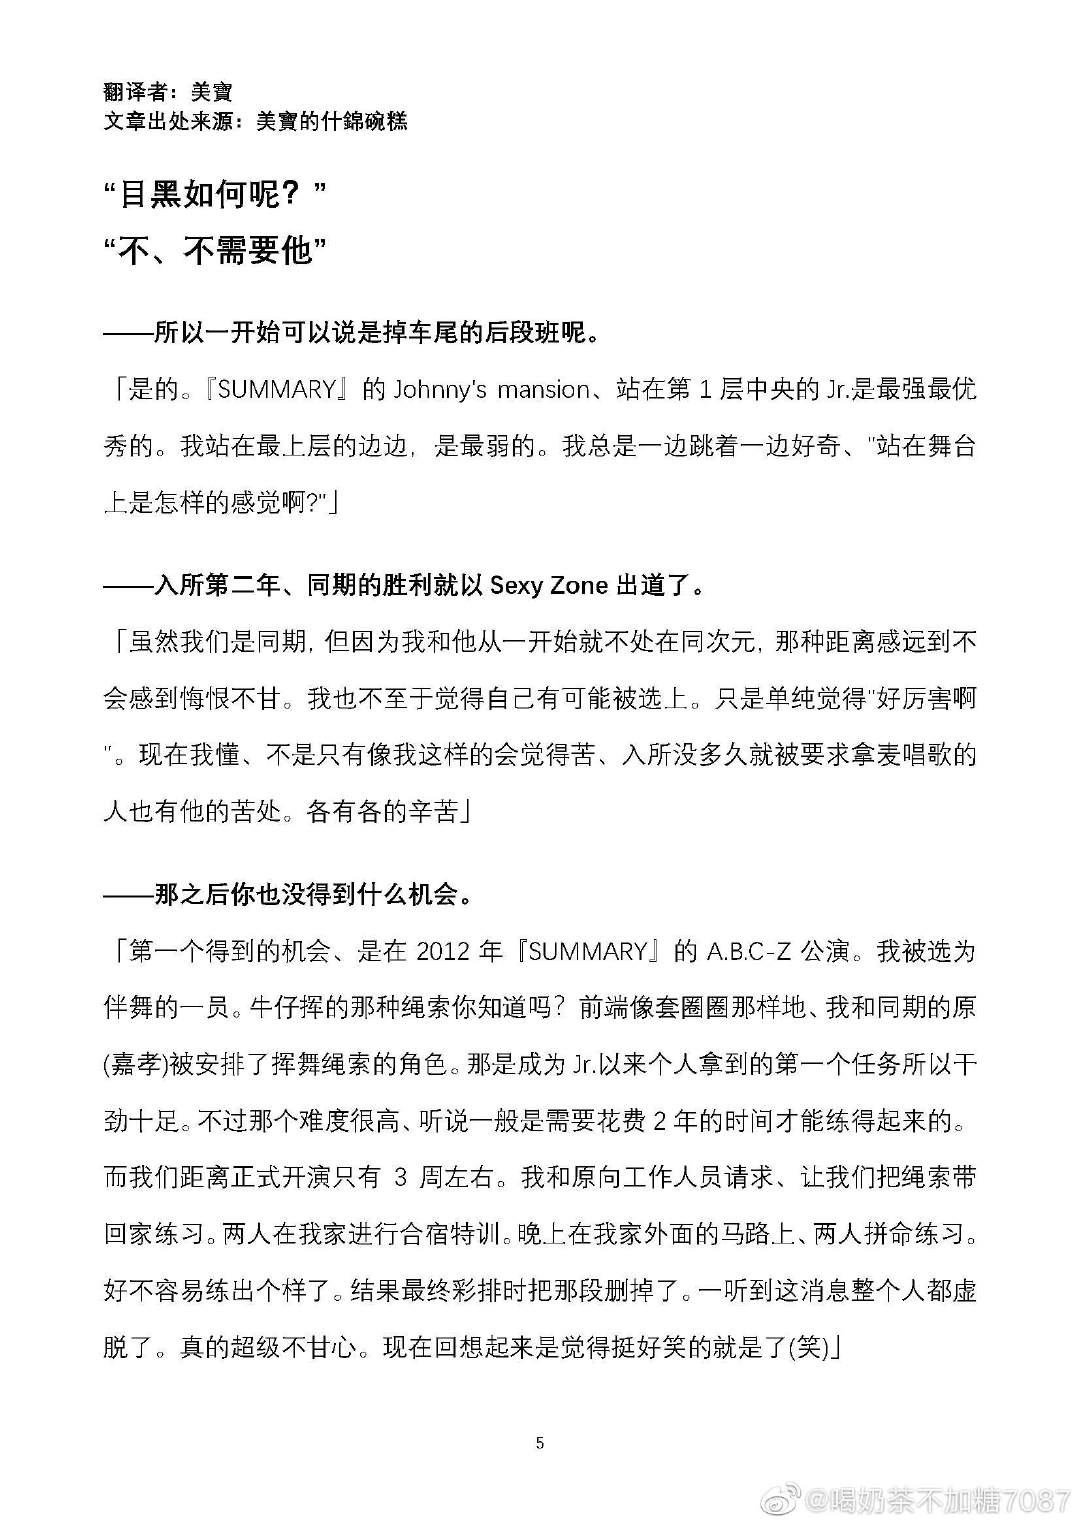 翻译者：美寶
文章出处来源：美寶的什錦碗糕
“目黑如何呢？”
“不、不需要他”
——所以一开始可以说是掉车尾的后段班呢。
「是的。『SUMMARY』的 Johnny's mansion、站在第 1 层中央的 Jr.是最强最优
秀的。我站在最上层的边边，是最弱的。我总是一边跳着一边好奇、"站在舞台
上是怎样的感觉啊?"」
——入所第二年、同期的胜利就以 Sexy Zone 出道了。
「虽然我们是同期，但因为我和他从一开始就不处在同次元，那种距离感远到不
会感到悔恨不甘。我也不至于觉得自己有可能被选上。只是单纯觉得"好厉害啊
"。现在我懂、不是只有像我这样的会觉得苦、入所没多久就被要求拿麦唱歌的
人也有他的苦处。各有各的辛苦」
——那之后你也没得到什么机会。
「第一个得到的机会、是在 2012 年『SUMMARY』的 A.B.C-Z 公演。我被选为
伴舞的一员。牛仔挥的那种绳索你知道吗？前端像套圈圈那样地、我和同期的原
(嘉孝)被安排了挥舞绳索的角色。那是成为 Jr.以来个人拿到的第一个任务所以干
劲十足。不过那个难度很高、听说一般是需要花费 2 年的时间才能练得起来的。
而我们距离正式开演只有 3 周左右。我和原向工作人员请求、让我们把绳索带
回家练习。两人在我家进行合宿特训。晚上在我家外面的马路上、两人拼命练习。
好不容易练出个样了。结果最终彩排时把那段删掉了。一听到这消息整个人都虚
脱了。真的超级不甘心。现在回想起来是觉得挺好笑的就是了(笑)」
5
@喝奶茶不加糖7087